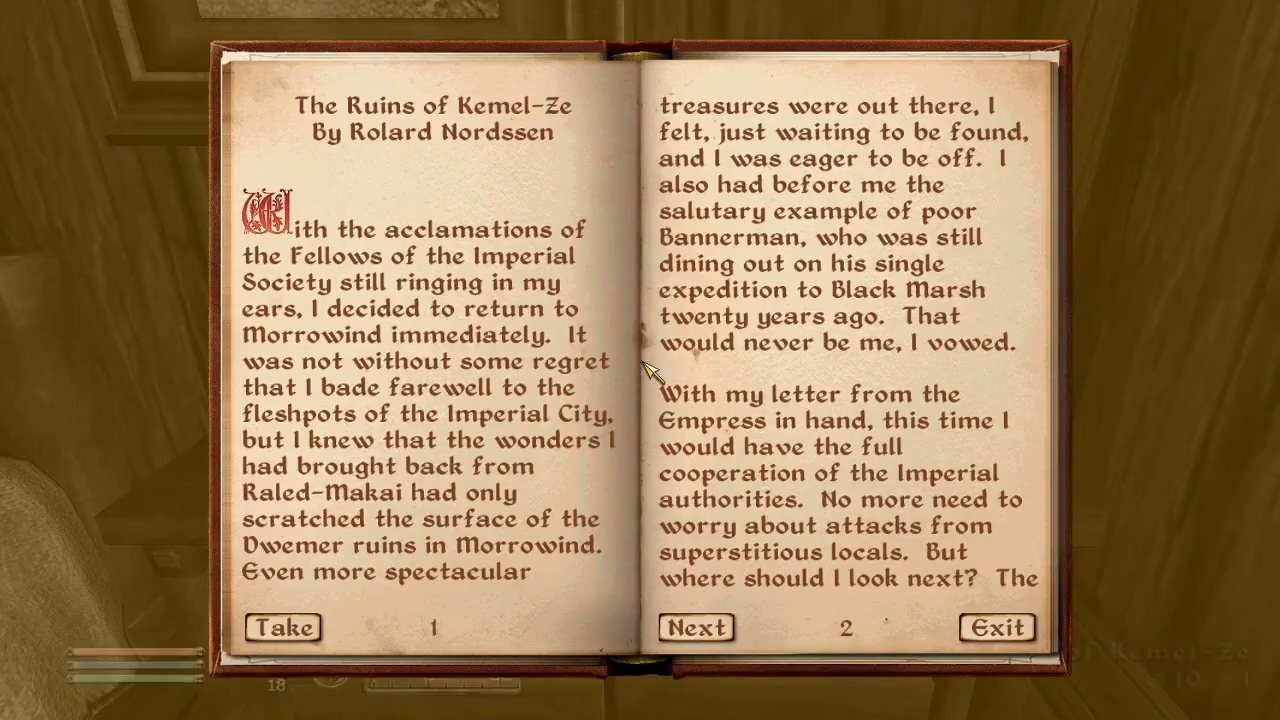 The Ruins of Kemel-Ze
By Rolard Nordssen
With the acclamations of
the Fellows of the Imperial
Society still ringing in my
ears, I decided to return to
Morrowind immediately. It
was not without some regret
that I bade farewell to the
fleshpots of the Imperial City,
but I knew that the wonders I
had brought back from
Raled-Makai had only
scratched the surface of the
Dwemer ruins in Morrowind.
Even more spectacular
Take
1
treasures were out there, I
felt, just waiting to be found,
and I was eager to be off. I
also had before me the
salutary example of poor
Bannerman, who was still
dining out on his single
expedition to Black Marsh
twenty years ago. That
would never be me, I vowed.
With my letter from the
Empress in hand, this time I
would have the full
cooperation of the Imperial
authorities. No more need to
worry about attacks from
superstitious locals. But
where should I look next? The
Next
2
Exit
18
of Kemel-Ze
10
1